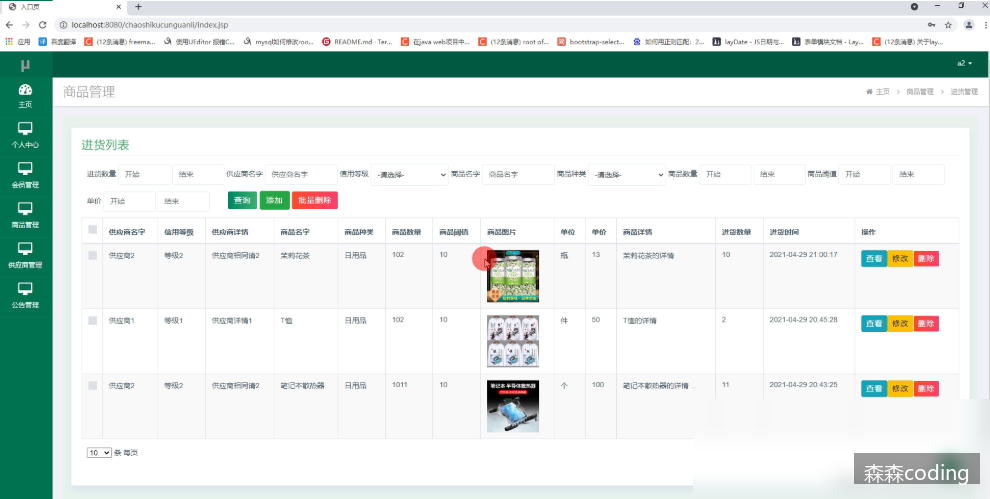 入口页
localhost:8080/chaoshikucunguanli/index.jsp
应用 百度翻译 (12条消息) freema... 使用UEditor 报错C... mysql如何修改roo... README.md · Ter... 在java web项目中... (12条消息) root of... bootstrap-select... 如何用正则匹配：2... layDate - JS日期与... 表单模块文档 - Lay... (12条消息) 关于lay...
μ
a2
主页
个人中心
会员管理
商品管理
供应商管理
公告管理
商品管理
主页 > 商品管理 > 进货管理
进货列表
进货数量 开始 结束 供应商名字 供应商名字 信用等级 -请选择- 商品名字 商品名字 商品种类 -请选择- 商品数量 开始 结束 商品阈值 开始 结束
单价 开始 结束 查询 添加 批量删除
供应商名字 信用等级 供应商详情 商品名字 商品种类 商品数量 商品阈值 商品图片 单位 单价 商品详情 进货数量 进货时间 操作
供应商2 等级2 供应商相同情2 茉莉花茶 日用品 102 10 瓶 13 茉莉花茶的详情 10 2021-04-29 21:00:17 查看 修改 删除
供应商1 等级1 供应商详情1 T恤 日用品 102 10 件 50 T恤的详情 2 2021-04-29 20:45:28 查看 修改 删除
供应商2 等级2 供应商相同情2 笔记本散热器 日用品 1011 10 个 100 笔记本散热器的详情 ... 11 2021-04-29 20:43:25 查看 修改 删除
笔记本 半导体散热器
10 条 每页
森森coding